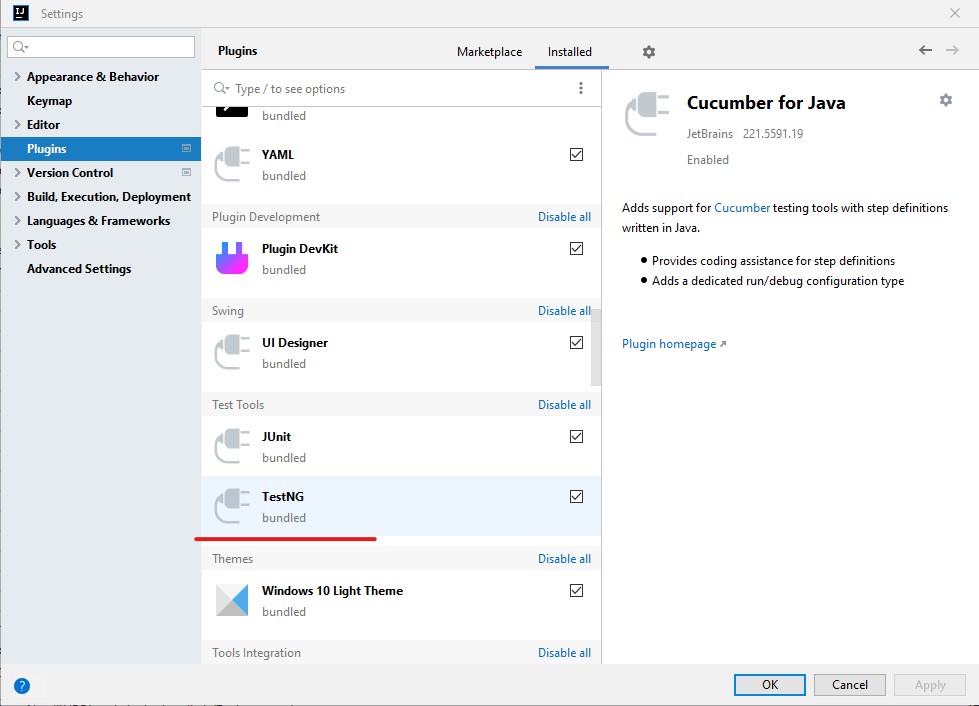 IJ
Settings
Plugins
Marketplace
Installed
Appearance & Behavior
Keymap
Editor
Plugins
Version Control
Build, Execution, Deployment
Languages & Frameworks
Tools
Advanced Settings
Type / to see options
bundled
YAML
bundled
Plugin Development
Disable all
Plugin DevKit
bundled
Swing
Disable all
UI Designer
bundled
Test Tools
Disable all
JUnit
bundled
TestNG
bundled
Themes
Disable all
Windows 10 Light Theme
bundled
Tools Integration
Disable all
Cucumber for Java
JetBrains 221.5591.19
Enabled
Adds support for Cucumber testing tools with step definitions
written in Java.
● Provides coding assistance for step definitions
● Adds a dedicated run/debug configuration type
Plugin homepage ↗
?
OK
Cancel
Apply